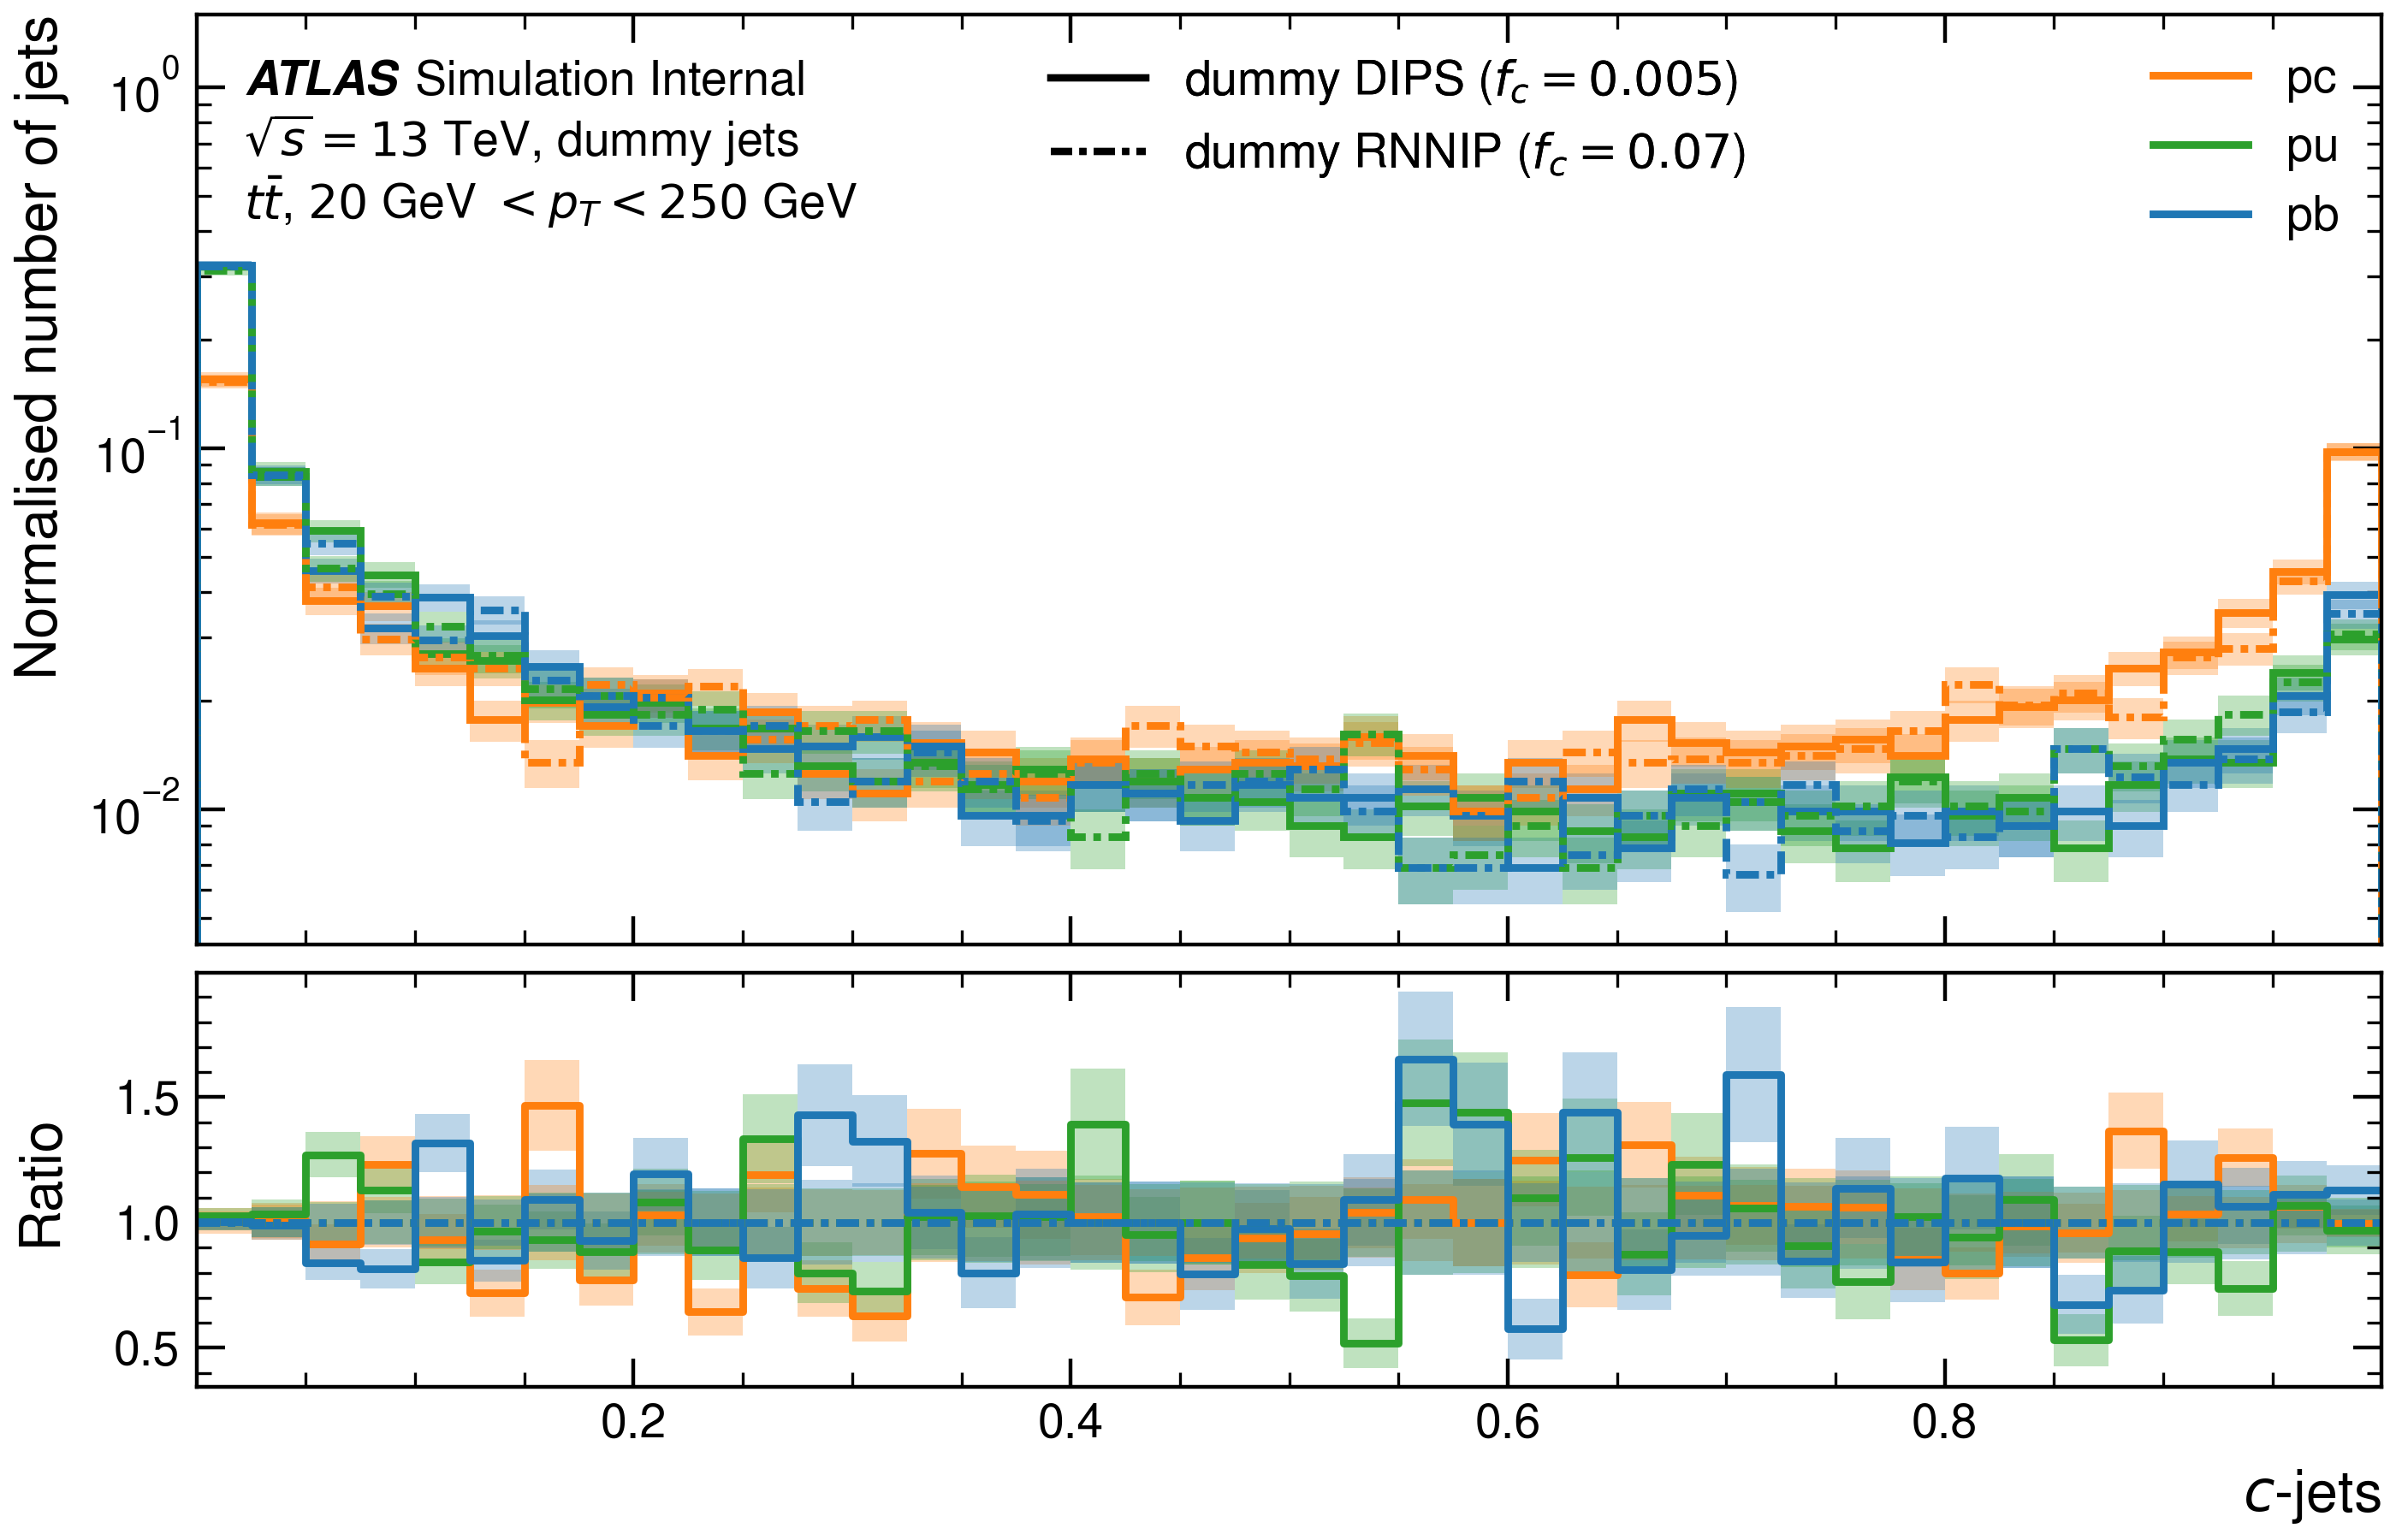 Normalised number of jets
10⁰
10⁻¹
10⁻²
ATLAS Simulation Internal
√s = 13 TeV, dummy jets
tt̄, 20 GeV < p_T < 250 GeV
dummy DIPS (f_c = 0.005)
dummy RNNIP (f_c = 0.07)
pc
pu
pb
Ratio
1.5
1.0
0.5
0.2 0.4 0.6 0.8
c-jets